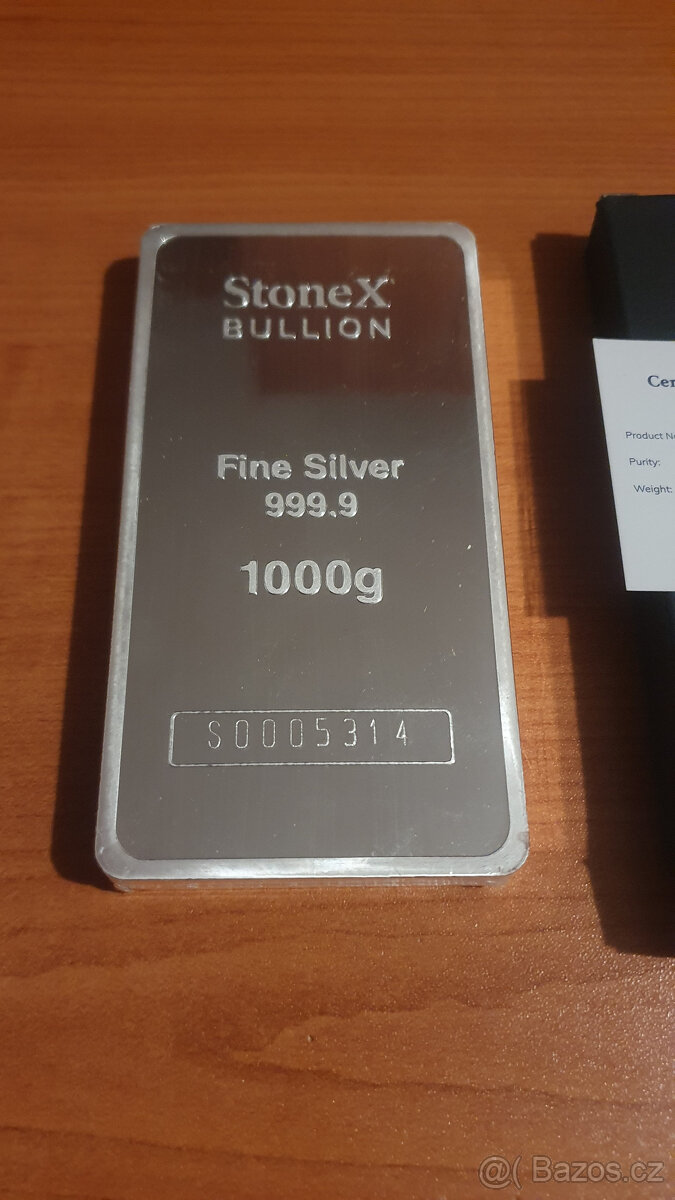 StoneX
BULLION
Fine Silver
999.9
1000g
S0005314
Product
Purity:
Weight:
@( Bazos.cz